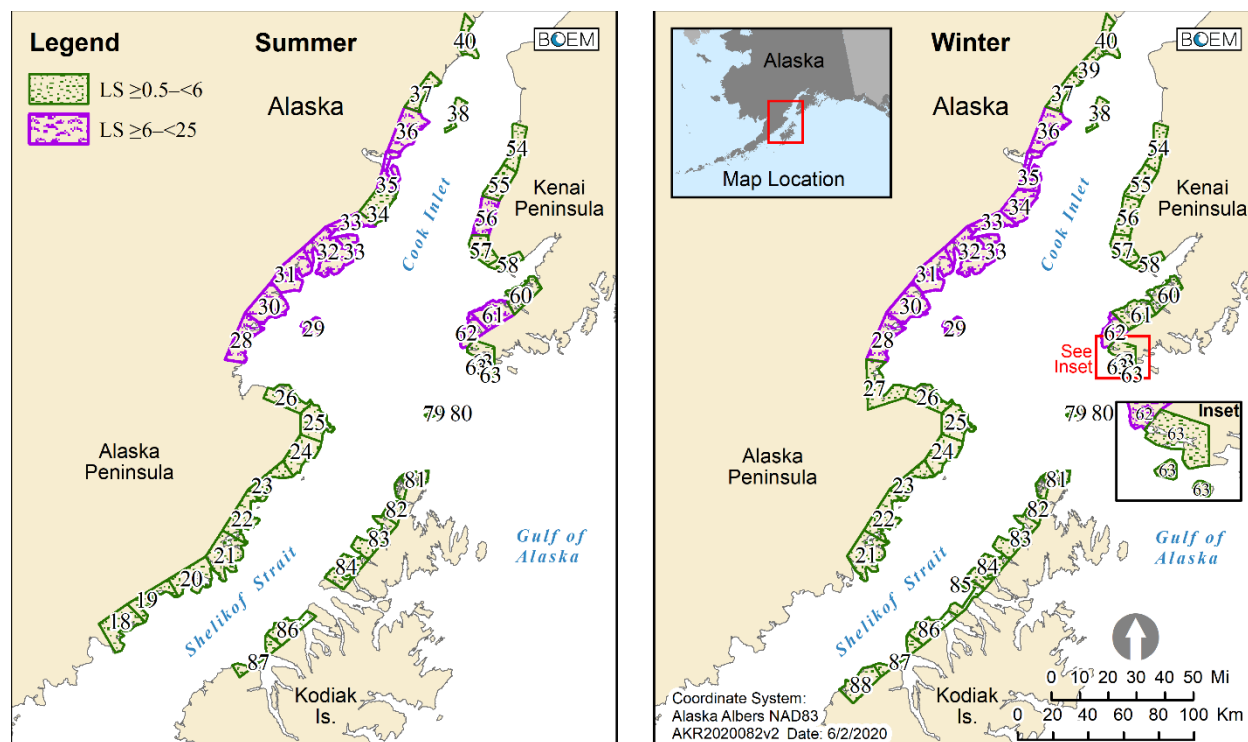 Legend
LS ≥0.5–<6
LS ≥6–<25
Summer
BOEM
Alaska
40
37
38
36
35
34
33
32 33
31
30
29
28
Cook Inlet
54
55
Kenai
Peninsula
56
57
58
60
61
62
63
63
63
26
25
24
79 80
Alaska
Peninsula
23
22
21
20
19
18
81
82
83
84
86
87
Shelikof Strait
Gulf of
Alaska
Kodiak
Is.
Winter
BOEM
Alaska
Map Location
Alaska
40
39
37
38
36
35
34
33
32 33
31
30
29
28
27
Cook Inlet
54
55
Kenai
Peninsula
56
57
58
60
61
62
See
Inset
63
63
63
26
25
24
79 80
Inset
62
63
63
63
Alaska
Peninsula
23
22
21
81
82
83
84
85
86
87
88
Shelikof Strait
Gulf of
Alaska
Kodiak
Is.
0 10 20 30 40 50 Mi
0 20 40 60 80 100 Km
Coordinate System:
Alaska Albers NAD83
AKR2020082v2 Date: 6/2/2020